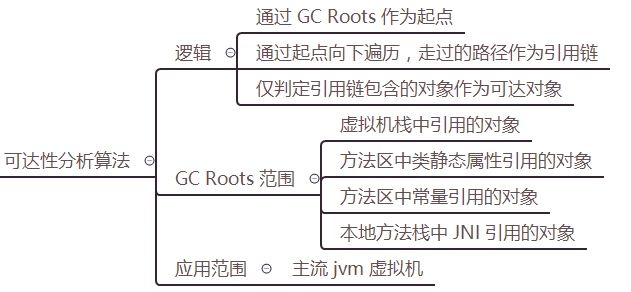 通过 GC Roots 作为起点
逻辑
通过起点向下遍历，走过的路径作为引用链
仅判定引用链包含的对象作为可达对象
虚拟机栈中引用的对象
可达性分析算法
方法区中类静态属性引用的对象
GC Roots 范围
方法区中常量引用的对象
本地方法栈中 JNI 引用的对象
应用范围
主流 jvm 虚拟机